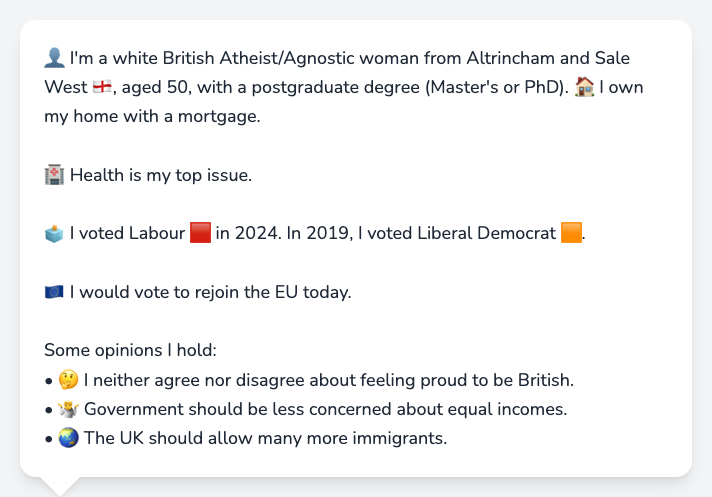 👤 I'm a white British Atheist/Agnostic woman from Altrincham and Sale
West 🏴󠁧󠁢󠁥󠁮󠁧󠁿, aged 50, with a postgraduate degree (Master's or PhD). 🏠 I own
my home with a mortgage.
🏥 Health is my top issue.
🗳️ I voted Labour 🟥 in 2024. In 2019, I voted Liberal Democrat 🟧.
🇪🇺 I would vote to rejoin the EU today.
Some opinions I hold:
• 🤔 I neither agree nor disagree about feeling proud to be British.
• 🤷 Government should be less concerned about equal incomes.
• 🌏 The UK should allow many more immigrants.